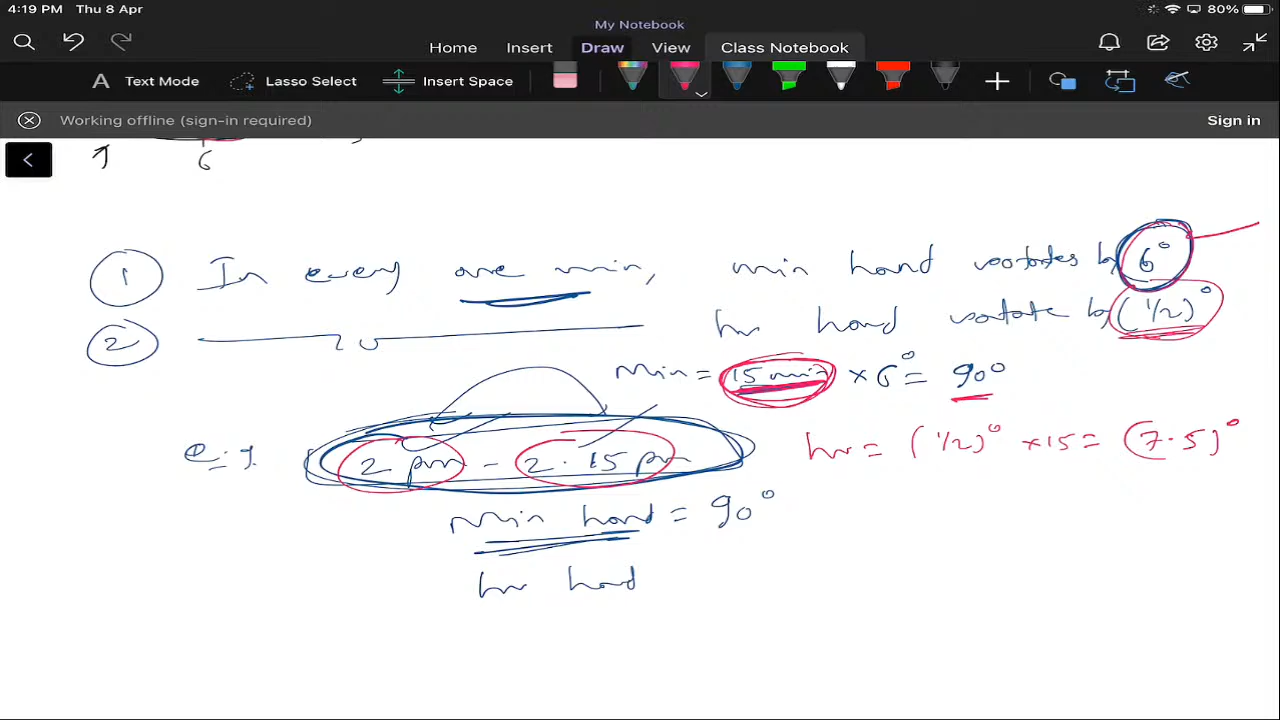 4:19 PM Thu 8 Apr
80%
My Notebook
Home Insert Draw View Class Notebook
Text Mode Lasso Select Insert Space
Working offline (sign-in required) Sign in
6
1 In every one min, min hand rotates by 6°
2 hr hand rotate by (1/2)°
Min = 15 min × 6° = 90°
hr = (1/2)° × 15 = (7.5)°
e.g. 2 pm - 2.15 pm
Min hand = 90°
hr hand